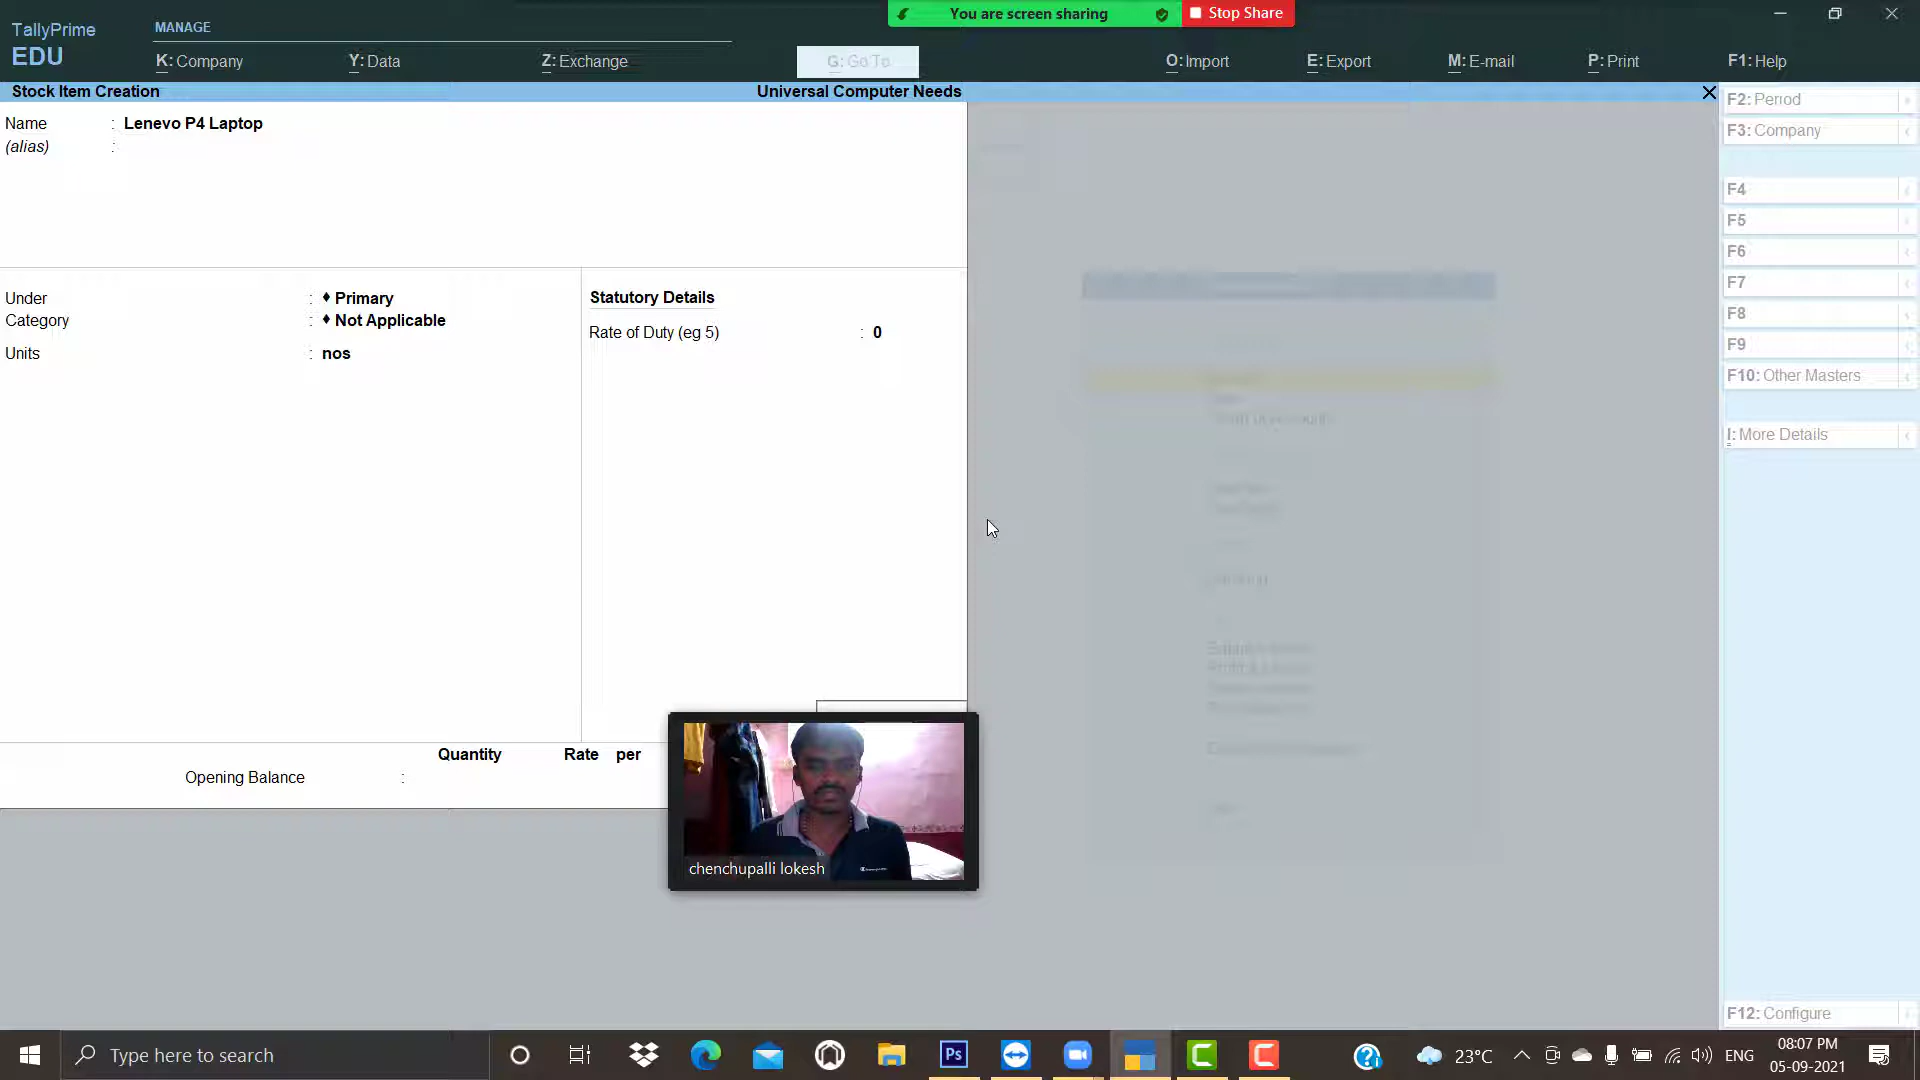 You are screen sharing
Stop Share
TallyPrime
EDU
MANAGE
K: Company
Y: Data
Z: Exchange
G: Go To
O: Import
E: Export
M: E-mail
P: Print
F1: Help
Stock Item Creation
Universal Computer Needs
Name : Lenevo P4 Laptop
(alias) :
F2: Period
F3: Company
F4
F5
F6
F7
F8
F9
F10: Other Masters
I: More Details
F12: Configure
Under : ♦ Primary
Category : ♦ Not Applicable
Units : nos
Statutory Details
Rate of Duty (eg 5) : 0
Quantity Rate per
Opening Balance :
chenchupalli lokesh
Type here to search
Ps
23°C
ENG
08:07 PM
05-09-2021